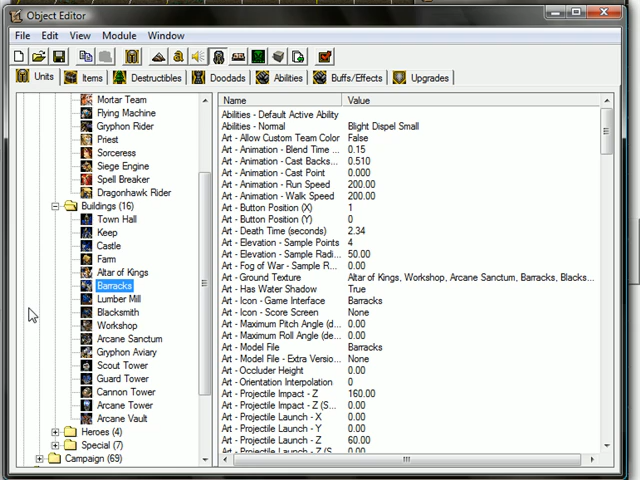 Object Editor
File Edit View Module Window
Units Items Destructibles Doodads Abilities Buffs/Effects Upgrades
Mortar Team
Flying Machine
Gryphon Rider
Priest
Sorceress
Siege Engine
Spell Breaker
Dragonhawk Rider
Buildings (16)
Town Hall
Keep
Castle
Farm
Altar of Kings
Barracks
Lumber Mill
Blacksmith
Workshop
Arcane Sanctum
Gryphon Aviary
Scout Tower
Guard Tower
Cannon Tower
Arcane Tower
Arcane Vault
Heroes (4)
Special (7)
Campaign (69)
Name Value
Abilities - Default Active Ability
Abilities - Normal Blight Dispel Small
Art - Allow Custom Team Color False
Art - Animation - Blend Time ... 0.15
Art - Animation - Cast Backs... 0.510
Art - Animation - Cast Point 0.000
Art - Animation - Run Speed 200.00
Art - Animation - Walk Speed 200.00
Art - Button Position (X) 1
Art - Button Position (Y) 0
Art - Death Time (seconds) 2.34
Art - Elevation - Sample Points 4
Art - Elevation - Sample Radi... 50.00
Art - Fog of War - Sample R... 0.00
Art - Ground Texture Altar of Kings, Workshop, Arcane Sanctum, Barracks, Blacks...
Art - Has Water Shadow True
Art - Icon - Game Interface Barracks
Art - Icon - Score Screen None
Art - Maximum Pitch Angle (d... 0.00
Art - Maximum Roll Angle (de... 0.00
Art - Model File Barracks
Art - Model File - Extra Versio... None
Art - Occluder Height 0.00
Art - Orientation Interpolation 0
Art - Projectile Impact - Z 160.00
Art - Projectile Impact - Z (S... 0.00
Art - Projectile Launch - X 0.00
Art - Projectile Launch - Y 0.00
Art - Projectile Launch - Z 60.00